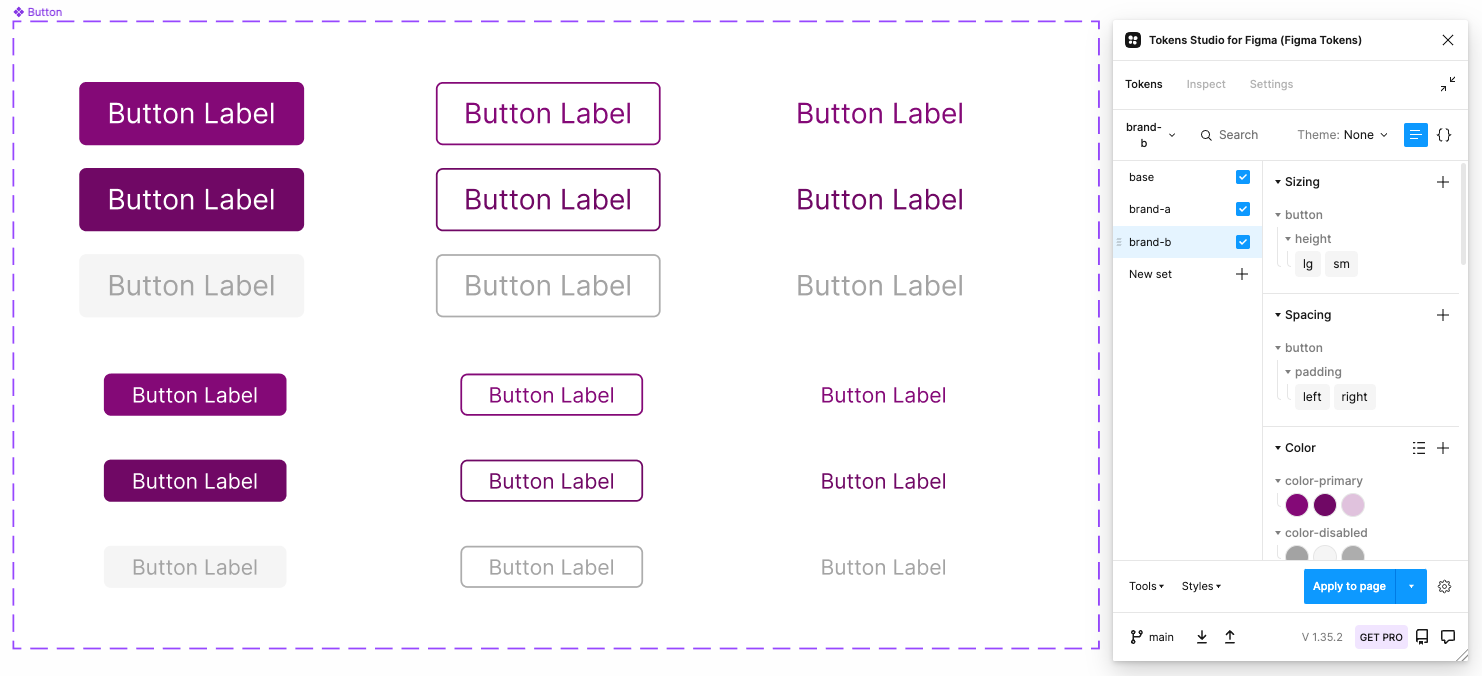 Button
Button Label Button Label Button Label
Button Label Button Label Button Label
Button Label Button Label Button Label
Button Label Button Label Button Label
Button Label Button Label Button Label
Button Label Button Label Button Label
Tokens Studio for Figma (Figma Tokens)
Tokens Inspect Settings
brand-
b
Search
Theme: None
{}
base
brand-a
brand-b
New set
Sizing
button
height
lg sm
Spacing
button
padding
left right
Color
color-primary
color-disabled
Tools Styles Apply to page
main V 1.35.2 GET PRO